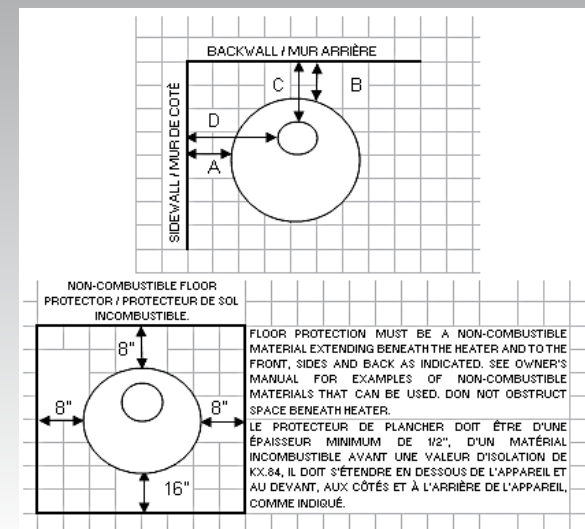 BACKWALL / MUR ARRIÈRE
SIDEWALL / MUR DE COTÈ
C
B
D
A
NON-COMBUSTIBLE FLOOR
PROTECTOR / PROTECTEUR DE SOL
INCOMBUSTIBLE.
8"
8"
8"
16"
FLOOR PROTECTION MUST BE A NON-COMBUSTIBLE
MATERIAL EXTENDING BENEATH THE HEATER AND TO THE
FRONT, SIDES AND BACK AS INDICATED. SEE OWNER'S
MANUAL FOR EXAMPLES OF NON-COMBUSTIBLE
MATERIALS THAT CAN BE USED. DON NOT OBSTRUCT
SPACE BENEATH HEATER.
LE PROTECTEUR DE PLANCHER DOIT ÊTRE D'UNE
ÉPAISSEUR MINIMUM DE 1/2", D'UN MATÉRIAL
INCOMBUSTIBLE AVANT UNE VALEUR D'ISOLATION DE
KX.84, IL DOIT S'ÉTENDRE EN DESSOUS DE L'APPAREIL ET
AU DEVANT, AUX CÔTÉS ET À L'ARRIÈRE DE L'APPAREIL,
COMME INDIQUÉ.